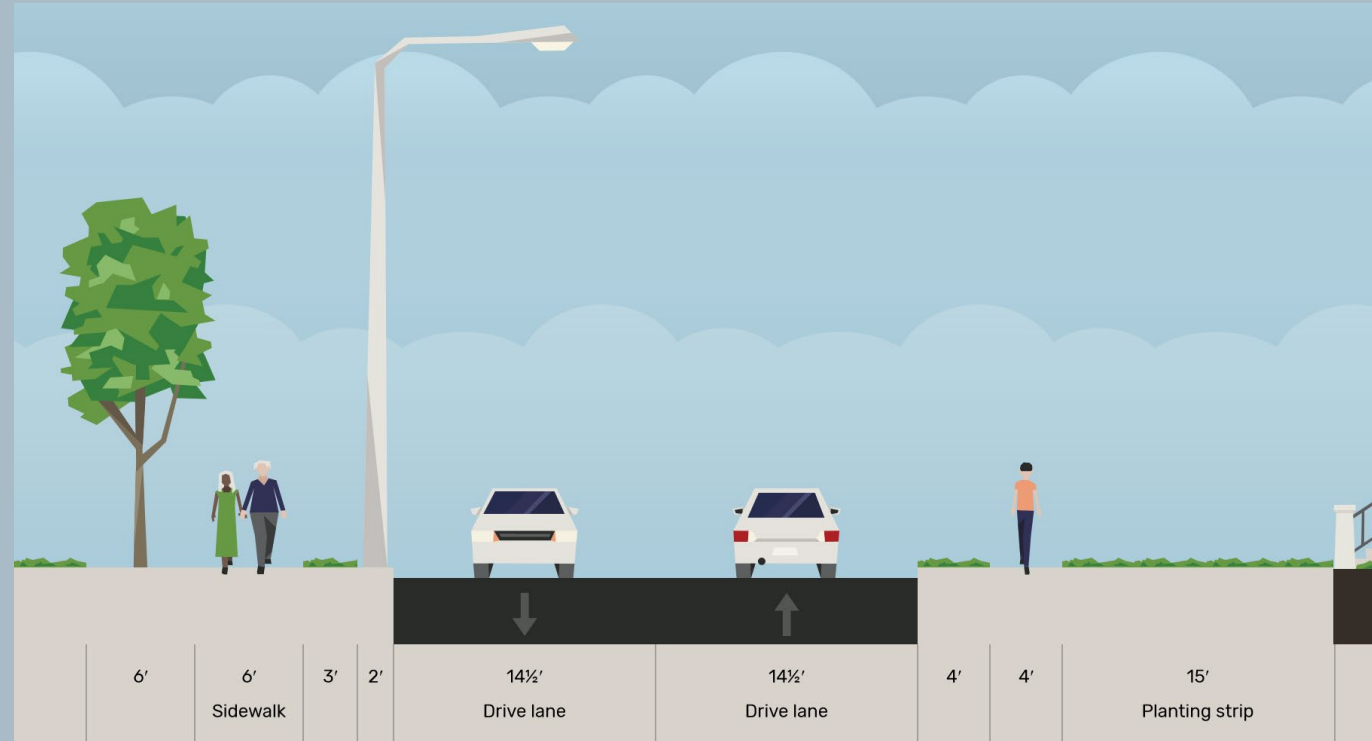 6′ 6′ 3′ 2′ 14½′ 14½′ 4′ 4′ 15′
Sidewalk Drive lane Drive lane Planting strip